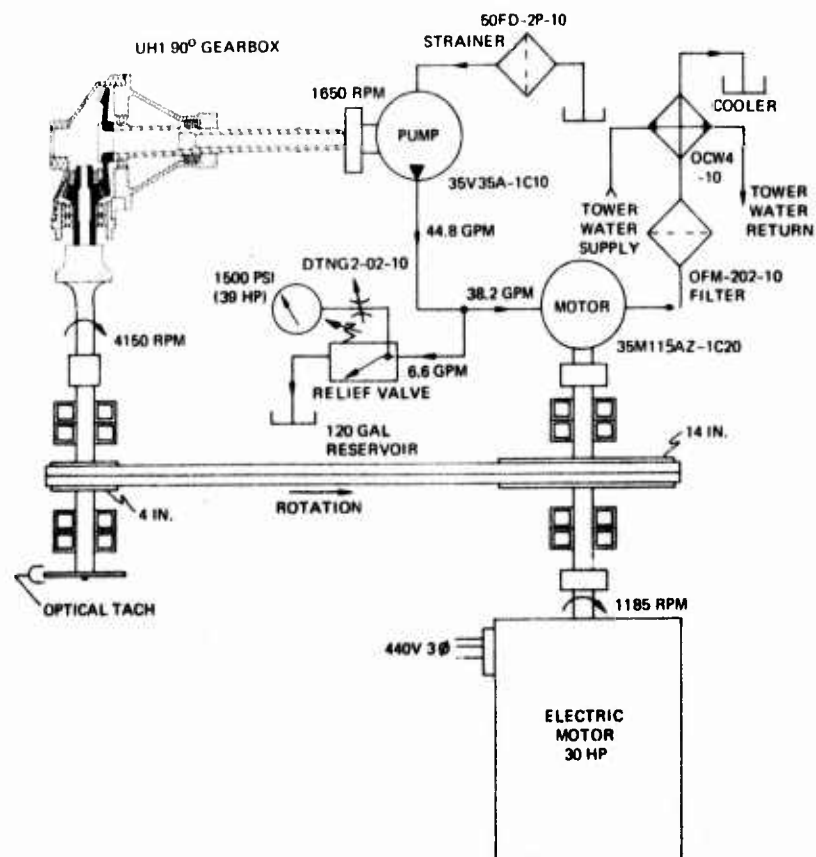 60FD-2P-10
STRAINER
UH1 90° GEARBOX
1650 RPM
PUMP
COOLER
35V35A-1C10
OCW4
-10
TOWER
WATER
SUPPLY
TOWER
WATER
RETURN
44.8 GPM
DTNG2-02-10
1500 PSI
(39 HP)
38.2 GPM
MOTOR
OFM-202-10
FILTER
4150 RPM
35M115AZ-1C20
6.6 GPM
RELIEF VALVE
120 GAL
RESERVOIR
14 IN.
4 IN.
ROTATION
OPTICAL TACH
1185 RPM
440V 3Ø
ELECTRIC
MOTOR
30 HP